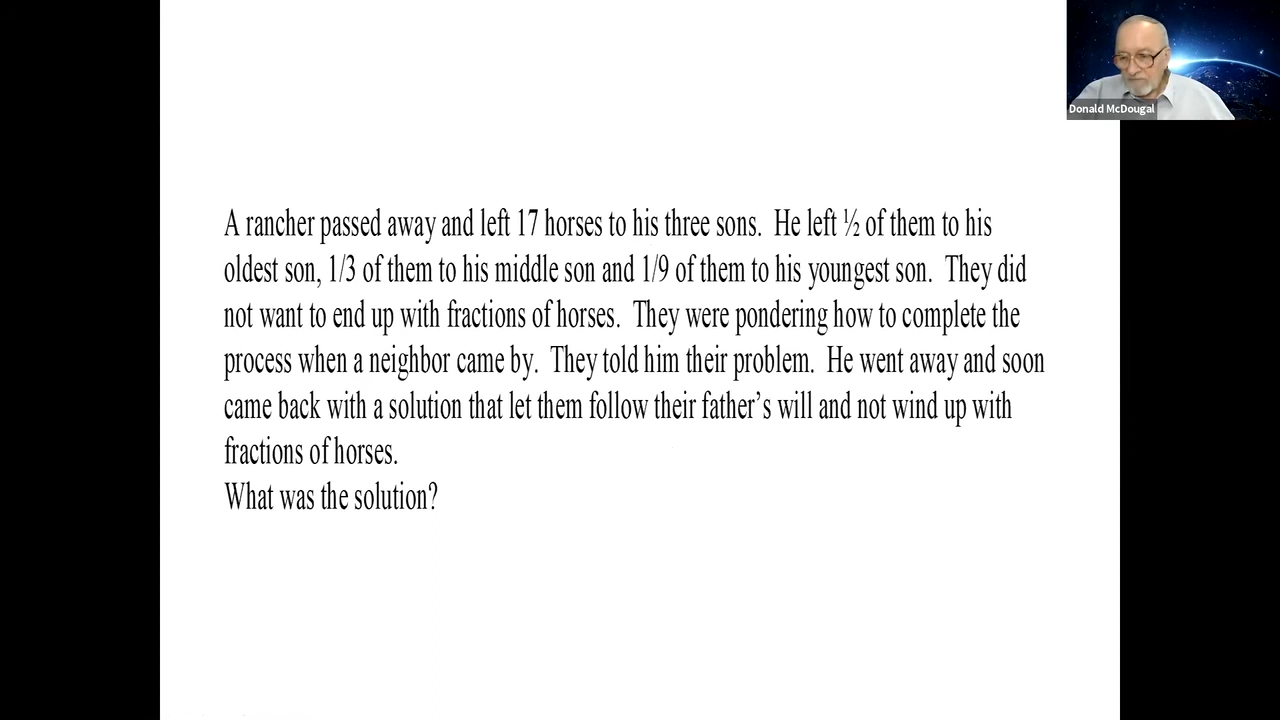 Donald McDougal
A rancher passed away and left 17 horses to his three sons.  He left ½ of them to his
oldest son, 1/3 of them to his middle son and 1/9 of them to his youngest son.  They did
not want to end up with fractions of horses.  They were pondering how to complete the
process when a neighbor came by.  They told him their problem.  He went away and soon
came back with a solution that let them follow their father’s will and not wind up with
fractions of horses.
What was the solution?